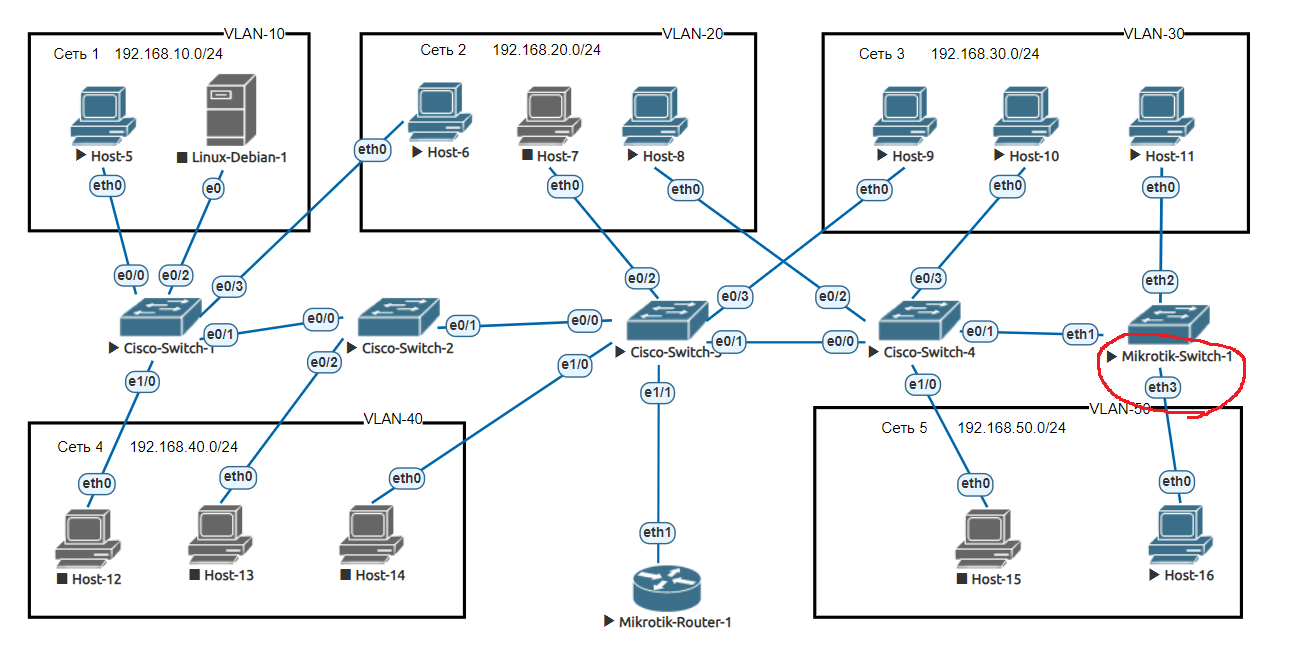 VLAN-10
VLAN-20
VLAN-30
Сеть 1 192.168.10.0/24
Сеть 2 192.168.20.0/24
Сеть 3 192.168.30.0/24
Host-5
Linux-Debian-1
eth0
Host-6
Host-7
Host-8
Host-9
Host-10
Host-11
eth0
e0
eth0
eth0
eth0
eth0
eth0
e0/0
e0/2
e0/3
e0/2
e0/3
e0/2
e0/3
eth2
e0/1
e0/0
e0/1
e0/0
e0/1
e0/0
e0/1
eth1
Cisco-Switch-1
Cisco-Switch-2
Cisco-Switch-3
Cisco-Switch-4
Mikrotik-Switch-1
e1/0
e0/2
e1/0
e1/1
e1/0
eth3
VLAN-40
VLAN-50
Сеть 4 192.168.40.0/24
Сеть 5 192.168.50.0/24
eth0
eth0
eth0
eth0
eth0
eth1
Host-12
Host-13
Host-14
Host-15
Host-16
Mikrotik-Router-1